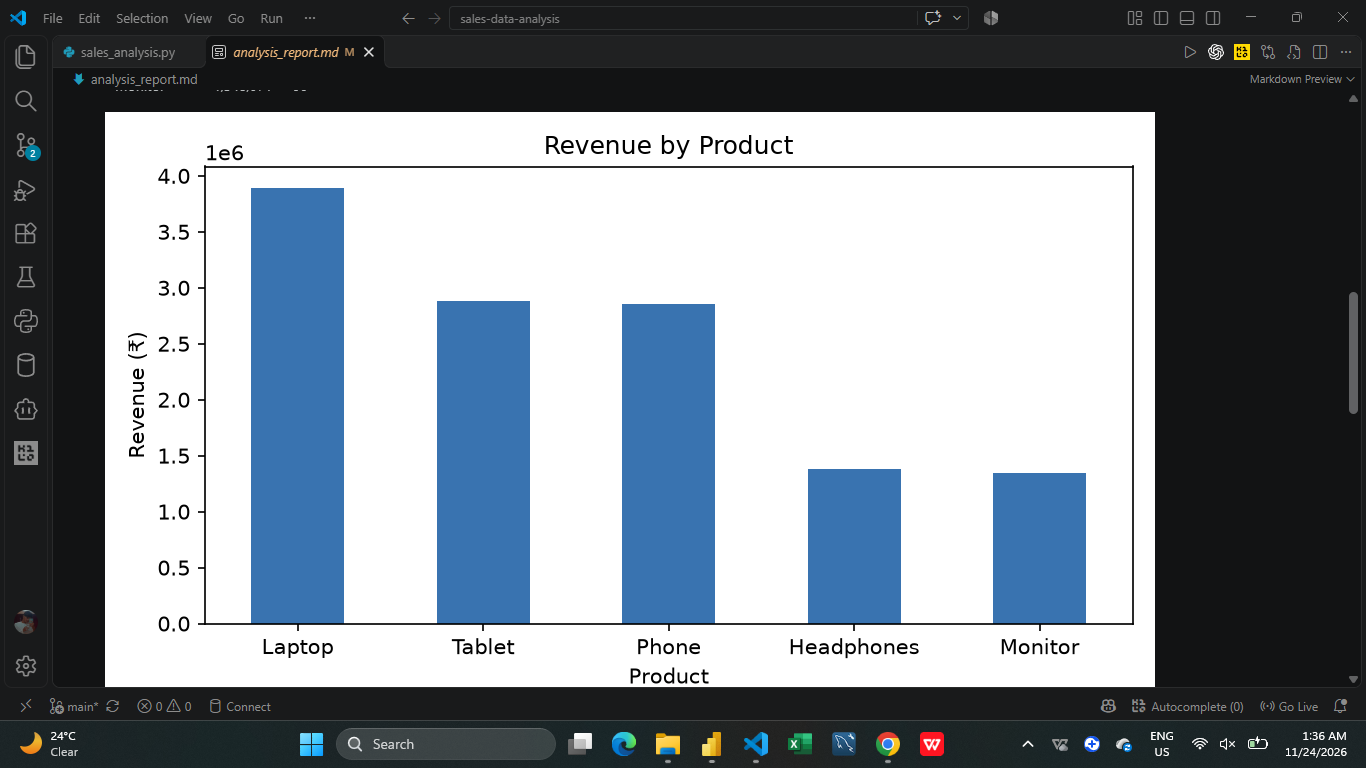 File Edit Selection View Go Run ···
sales-data-analysis
sales_analysis.py
analysis_report.md M
analysis_report.md
Markdown Preview
Revenue by Product
1e6
4.0
3.5
3.0
2.5
2.0
1.5
1.0
0.5
0.0
Revenue (₹)
Laptop Tablet Phone Headphones Monitor
Product
2
main* 0 0 Connect Autocomplete (0) Go Live
24°C
Clear
Search
ENG
US
1:36 AM
11/24/2026